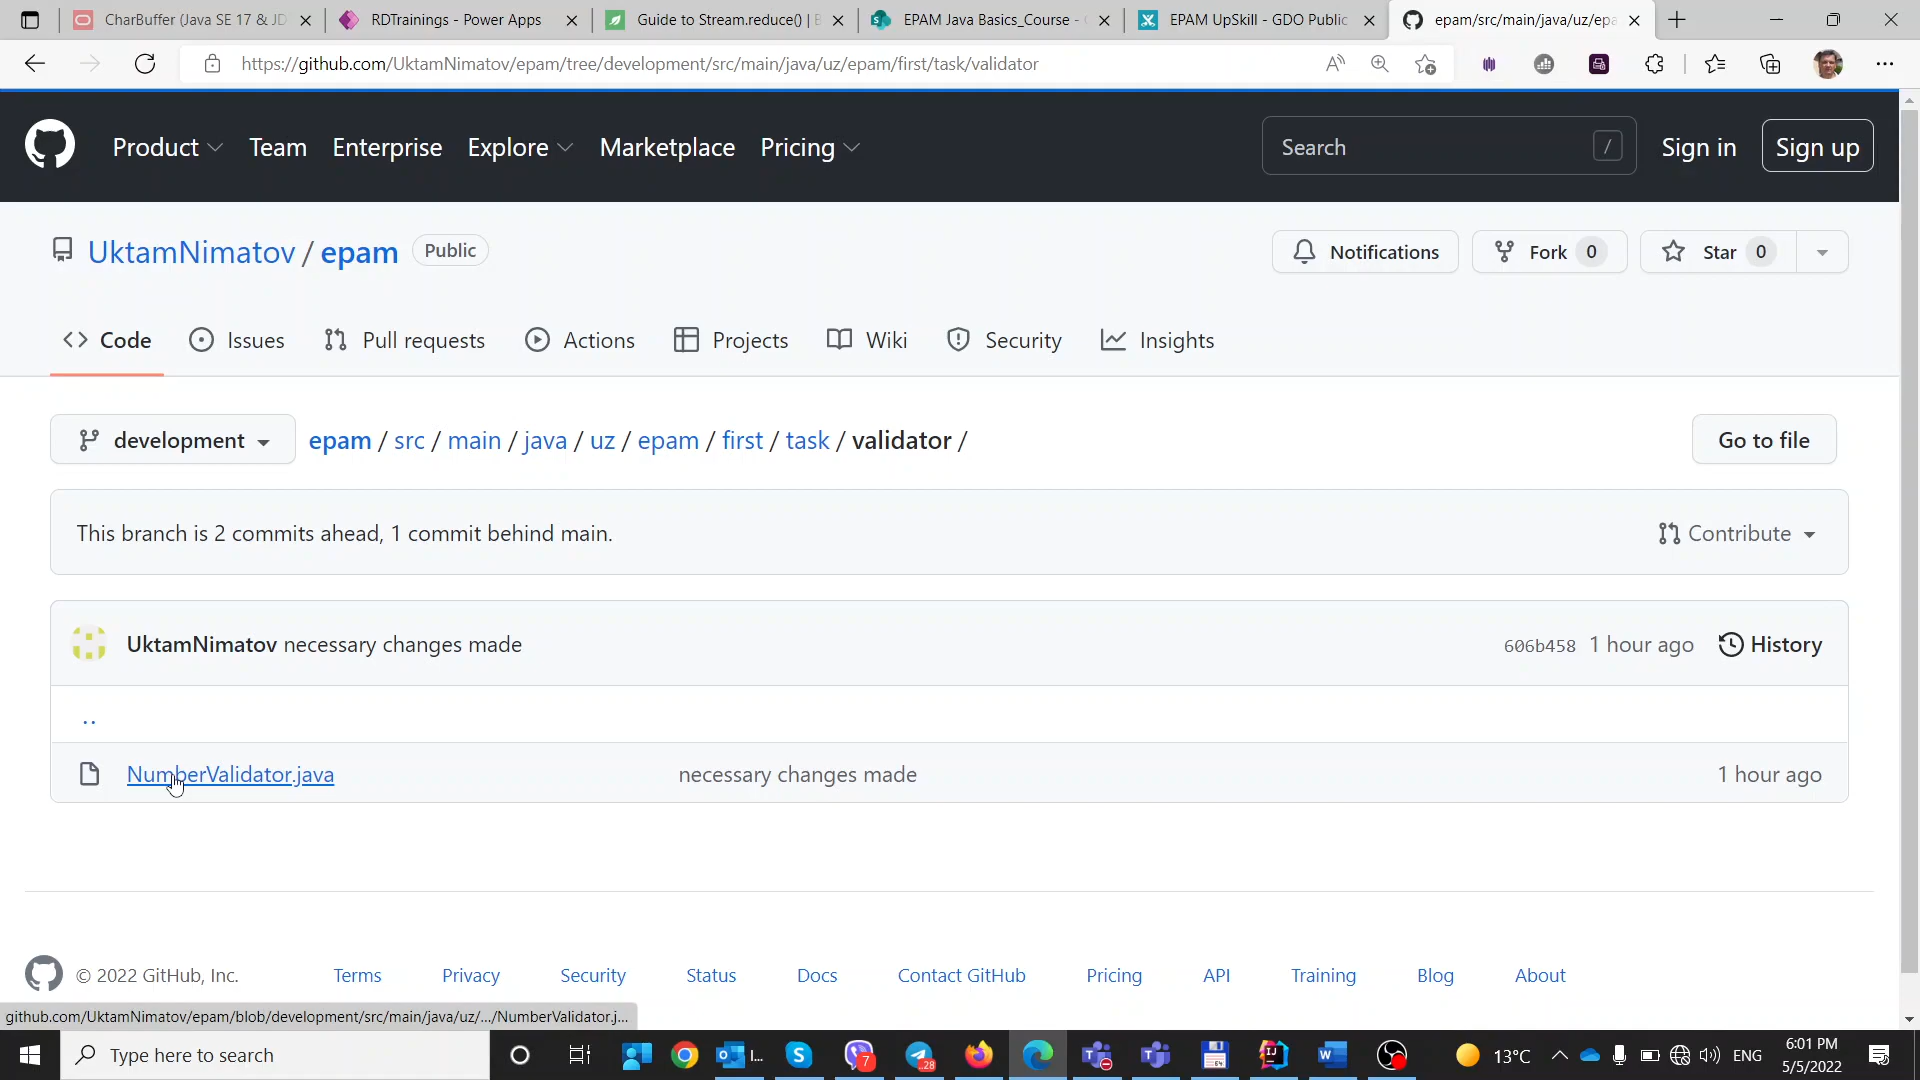 CharBuffer (Java SE 17 & JD
RDTrainings - Power Apps
Guide to Stream.reduce() | B
EPAM Java Basics_Course -
EPAM UpSkill - GDO Public
epam/src/main/java/uz/epa
https://github.com/UktamNimatov/epam/tree/development/src/main/java/uz/epam/first/task/validator
Product Team Enterprise Explore Marketplace Pricing
Search /
Sign in
Sign up
UktamNimatov / epam Public
Notifications
Fork 0
Star 0
Code Issues Pull requests Actions Projects Wiki Security Insights
development
epam / src / main / java / uz / epam / first / task / validator /
Go to file
This branch is 2 commits ahead, 1 commit behind main.
Contribute
UktamNimatov necessary changes made
606b458 1 hour ago History
..
NumberValidator.java necessary changes made 1 hour ago
© 2022 GitHub, Inc. Terms Privacy Security Status Docs Contact GitHub Pricing API Training Blog About
github.com/UktamNimatov/epam/blob/development/src/main/java/uz/.../NumberValidator.j...
Type here to search
I...
7
28
13°C
ENG
6:01 PM
5/5/2022